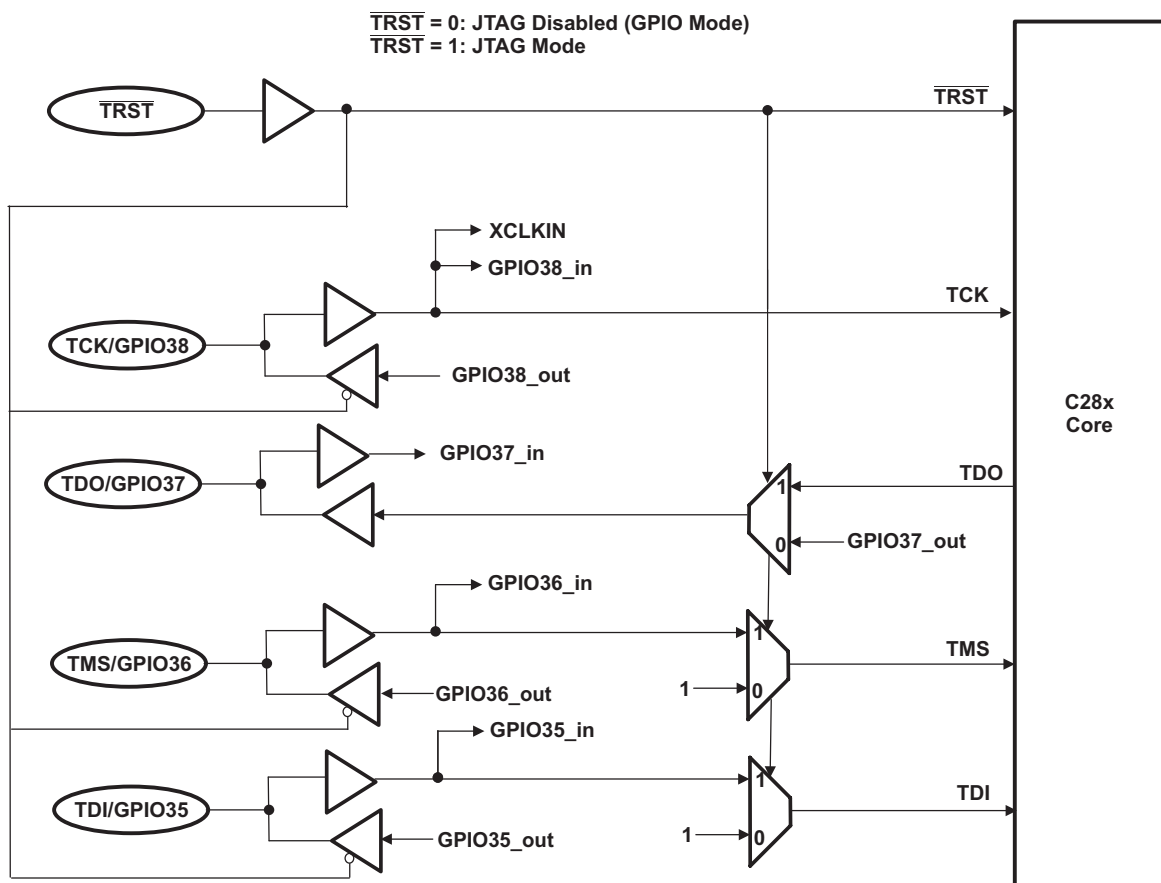 TRST = 0: JTAG Disabled (GPIO Mode)
TRST = 1: JTAG Mode
TRST
TRST
XCLKIN
GPIO38_in
TCK
TCK/GPIO38
GPIO38_out
C28x
Core
GPIO37_in
TDO/GPIO37
1
TDO
0
GPIO37_out
GPIO36_in
1
TMS/GPIO36
TMS
GPIO36_out
1
0
GPIO35_in
1
TDI/GPIO35
TDI
GPIO35_out
1
0